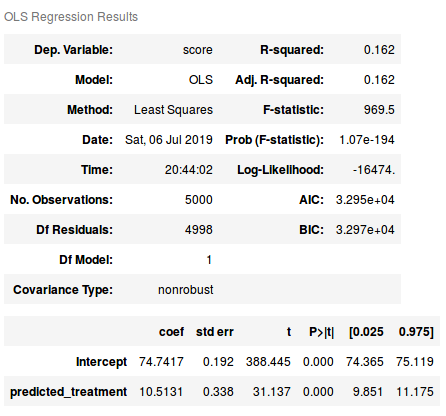 OLS Regression Results
Dep. Variable: score R-squared: 0.162
Model: OLS Adj. R-squared: 0.162
Method: Least Squares F-statistic: 969.5
Date: Sat, 06 Jul 2019 Prob (F-statistic): 1.07e-194
Time: 20:44:02 Log-Likelihood: -16474.
No. Observations: 5000 AIC: 3.295e+04
Df Residuals: 4998 BIC: 3.297e+04
Df Model: 1
Covariance Type: nonrobust
coef std err t P>|t| [0.025 0.975]
Intercept 74.7417 0.192 388.445 0.000 74.365 75.119
predicted_treatment 10.5131 0.338 31.137 0.000 9.851 11.175